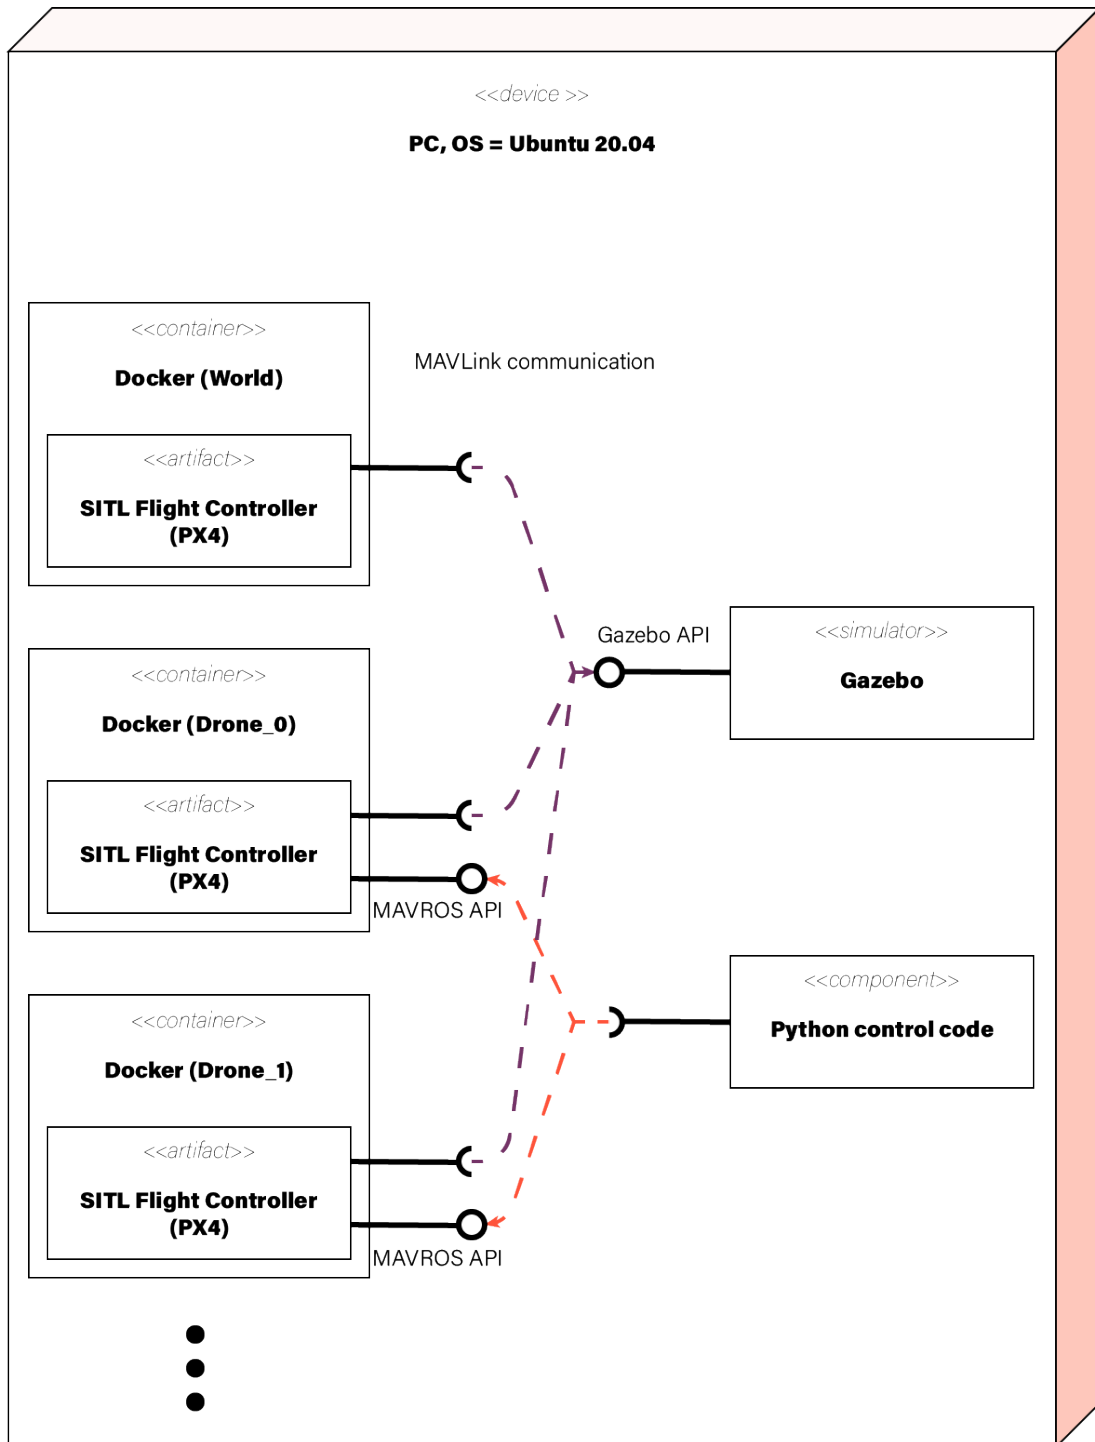 <<device >>
PC, OS = Ubuntu 20.04
<<container>>
Docker (World)
MAVLink communication
<<artifact>>
SITL Flight Controller
(PX4)
Gazebo API
<<simulator>>
Gazebo
<<container>>
Docker (Drone_0)
<<artifact>>
SITL Flight Controller
(PX4)
MAVROS API
<<component>>
Python control code
<<container>>
Docker (Drone_1)
<<artifact>>
SITL Flight Controller
(PX4)
MAVROS API